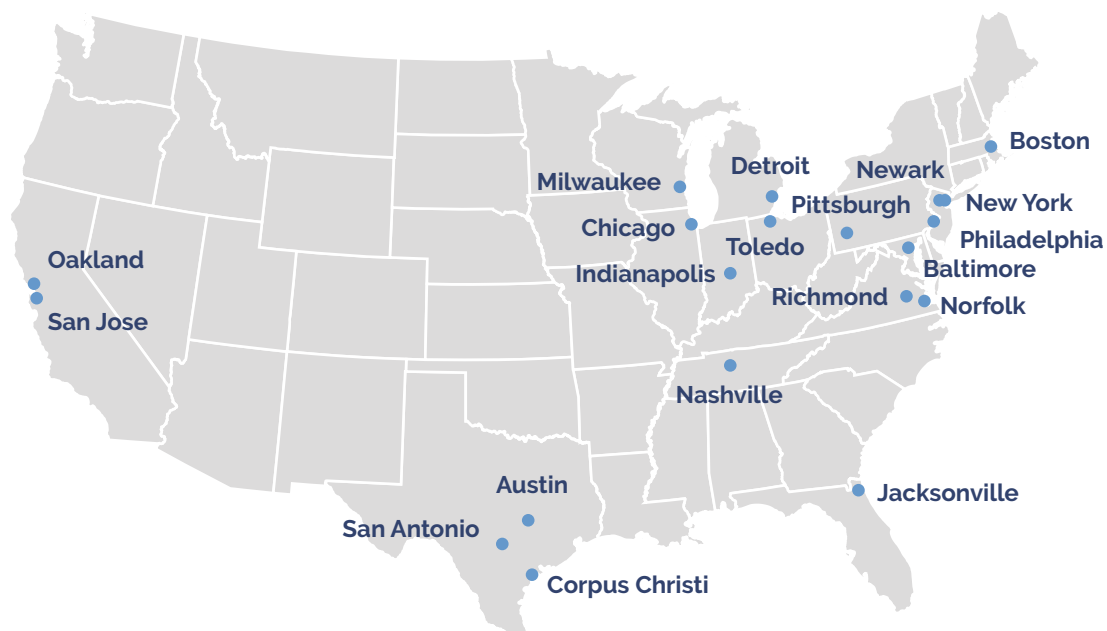 Boston
Detroit
Newark
Milwaukee
Pittsburgh
New York
Chicago
Philadelphia
Toledo
Oakland
Baltimore
Indianapolis
Richmond
Norfolk
San Jose
Nashville
Austin
Jacksonville
San Antonio
Corpus Christi